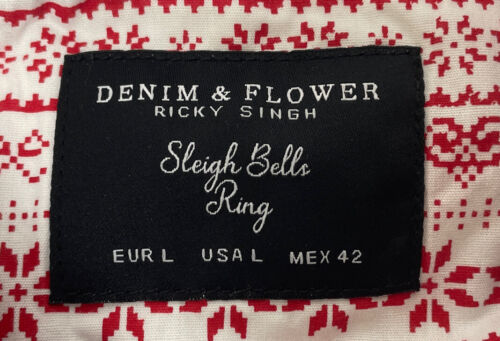 DENIM & FLOWER
RICKY SINGH
Sleigh Bells
Ring
EUR L USA L MEX 42